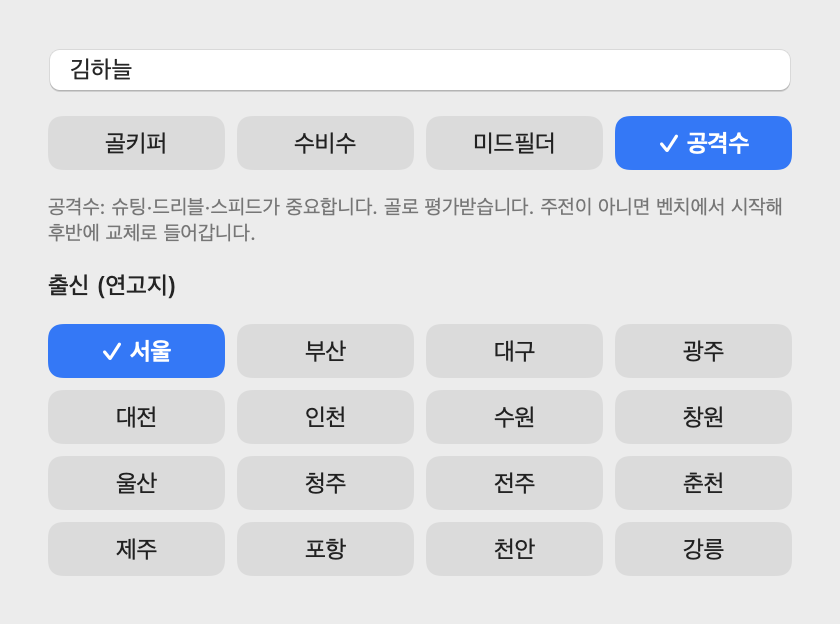 김하늘
골키퍼 수비수 미드필더 ✓ 공격수
공격수: 슈팅·드리블·스피드가 중요합니다. 골로 평가받습니다. 주전이 아니면 벤치에서 시작해
후반에 교체로 들어갑니다.
출신 (연고지)
✓ 서울 부산 대구 광주
대전 인천 수원 창원
울산 청주 전주 춘천
제주 포항 천안 강릉